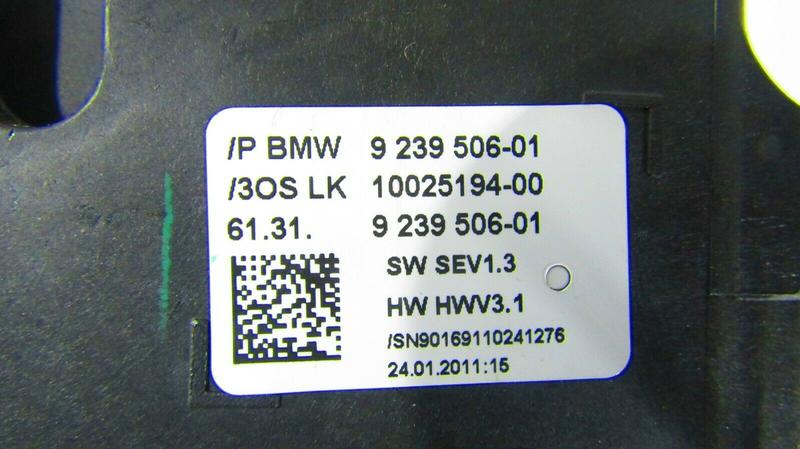 /P BMW 9 239 506-01
/3OS LK 10025194-00
61.31. 9 239 506-01
SW SEV1.3
HW HWV3.1
/SN90169110241276
24.01.2011:15